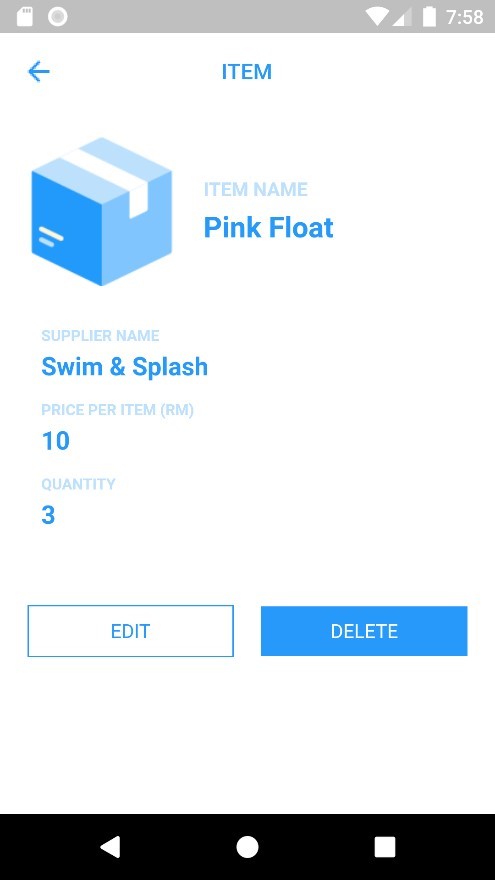 7:58
ITEM
ITEM NAME
Pink Float
SUPPLIER NAME
Swim & Splash
PRICE PER ITEM (RM)
10
QUANTITY
3
EDIT
DELETE